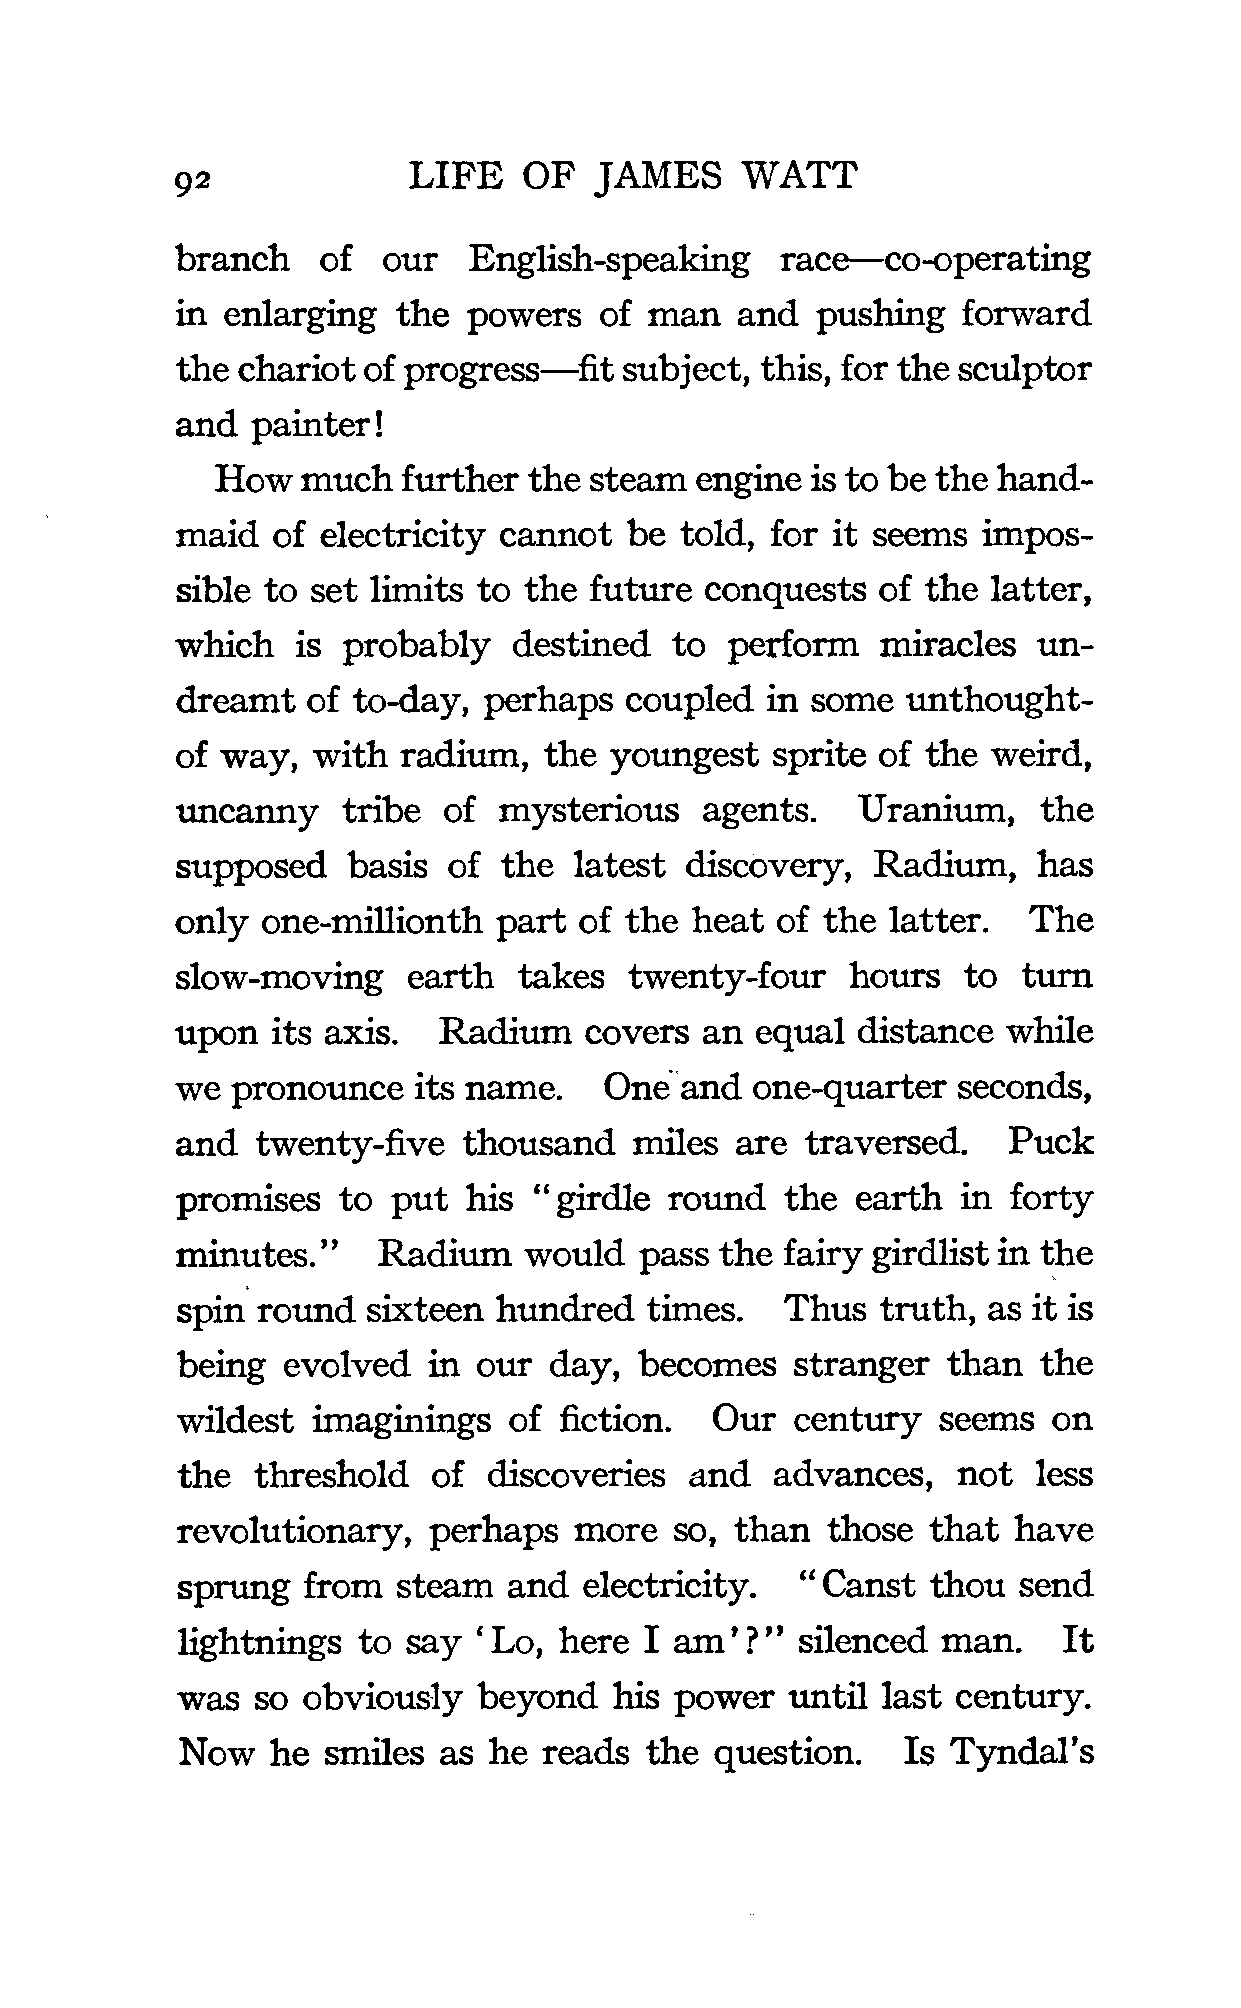 92 LIFE OF JAMES WATT
branch of our English-speaking race—co-operating
in enlarging the powers of man and pushing forward
the chariot of progress—fit subject, this, for the sculptor
and painter!
How much further the steam engine is to be the hand-
maid of electricity cannot be told, for it seems impos-
sible to set limits to the future conquests of the latter,
which is probably destined to perform miracles un-
dreamt of to-day, perhaps coupled in some unthought-
of way, with radium, the youngest sprite of the weird,
uncanny tribe of mysterious agents. Uranium, the
supposed basis of the latest discovery, Radium, has
only one-millionth part of the heat of the latter. The
slow-moving earth takes twenty-four hours to turn
upon its axis. Radium covers an equal distance while
we pronounce its name. One and one-quarter seconds,
and twenty-five thousand miles are traversed. Puck
promises to put his "girdle round the earth in forty
minutes." Radium would pass the fairy girdlist in the
spin round sixteen hundred times. Thus truth, as it is
being evolved in our day, becomes stranger than the
wildest imaginings of fiction. Our century seems on
the threshold of discoveries and advances, not less
revolutionary, perhaps more so, than those that have
sprung from steam and electricity. "Canst thou send
lightnings to say 'Lo, here I am'?" silenced man. It
was so obviously beyond his power until last century.
Now he smiles as he reads the question. Is Tyndal's